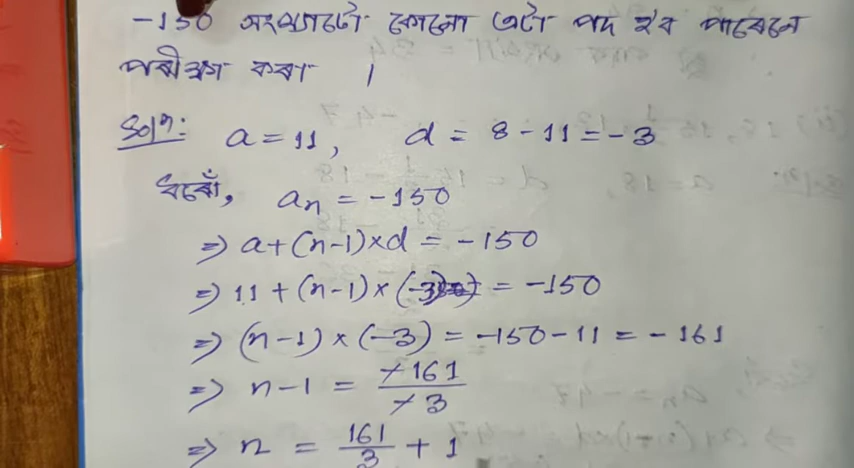 -150 সংখ্যাটো কোনো এটা পদ হ'ব পাৰেনে
পৰীক্ষা কৰা ।
Solⁿ: a = 11, d = 8 - 11 = -3
ধৰোঁ, aₙ = -150
⇒ a + (n-1) × d = -150
⇒ 11 + (n-1) × (-3) = -150
⇒ (n-1) × (-3) = -150 - 11 = -161
⇒ n-1 = -161/-3
⇒ n = 161/3 + 1